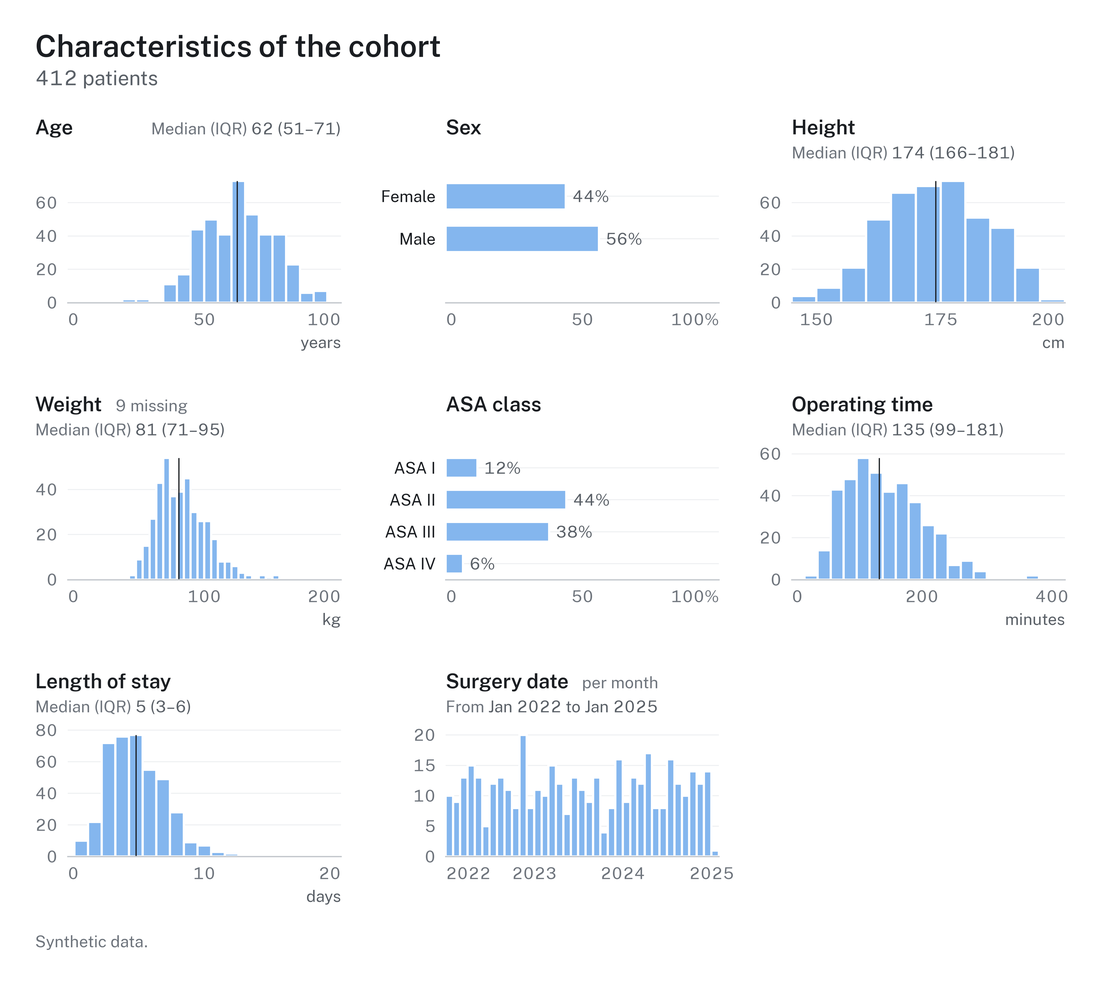 Characteristics of the cohort
412 patients
Age Median (IQR) 62 (51–71)
60
40
20
0
0 50 100
years
Sex
Female 44%
Male 56%
0 50 100%
Height
Median (IQR) 174 (166–181)
60
40
20
0
150 175 200
cm
Weight 9 missing
Median (IQR) 81 (71–95)
40
20
0
0 100 200
kg
ASA class
ASA I 12%
ASA II 44%
ASA III 38%
ASA IV 6%
0 50 100%
Operating time
Median (IQR) 135 (99–181)
60
40
20
0
0 200 400
minutes
Length of stay
Median (IQR) 5 (3–6)
80
60
40
20
0
0 10 20
days
Surgery date per month
From Jan 2022 to Jan 2025
20
15
10
5
0
2022 2023 2024 2025
Synthetic data.